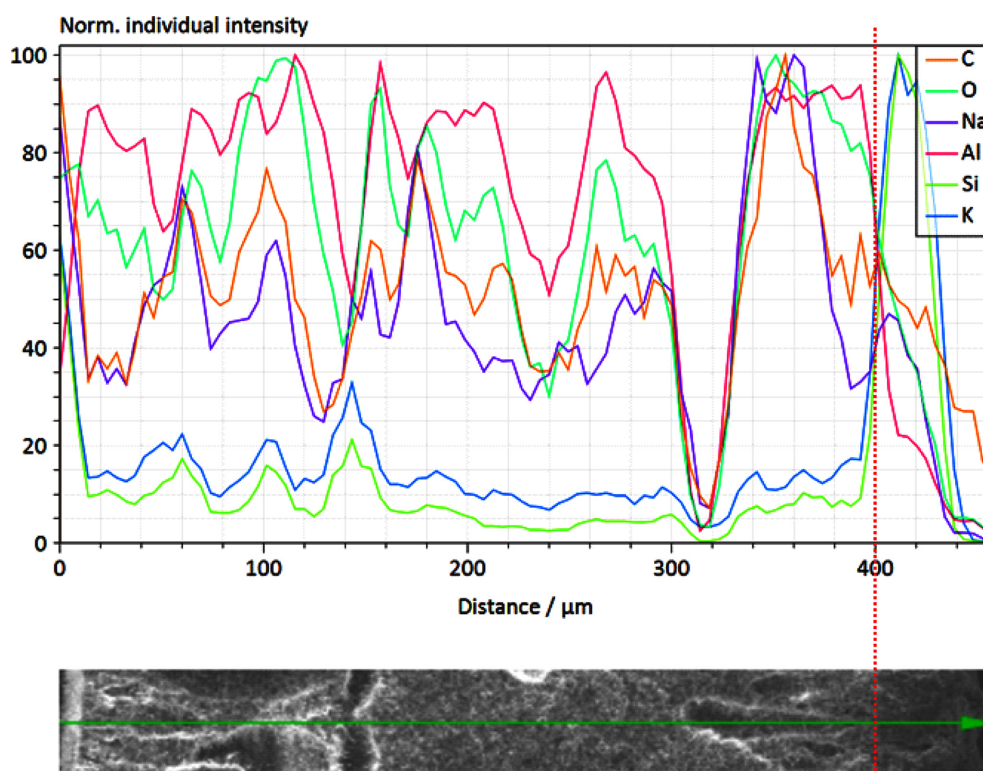 Norm. individual intensity
100
80
60
40
20
0
0 100 200 300 400
Distance / µm
C
O
Na
Al
Si
K